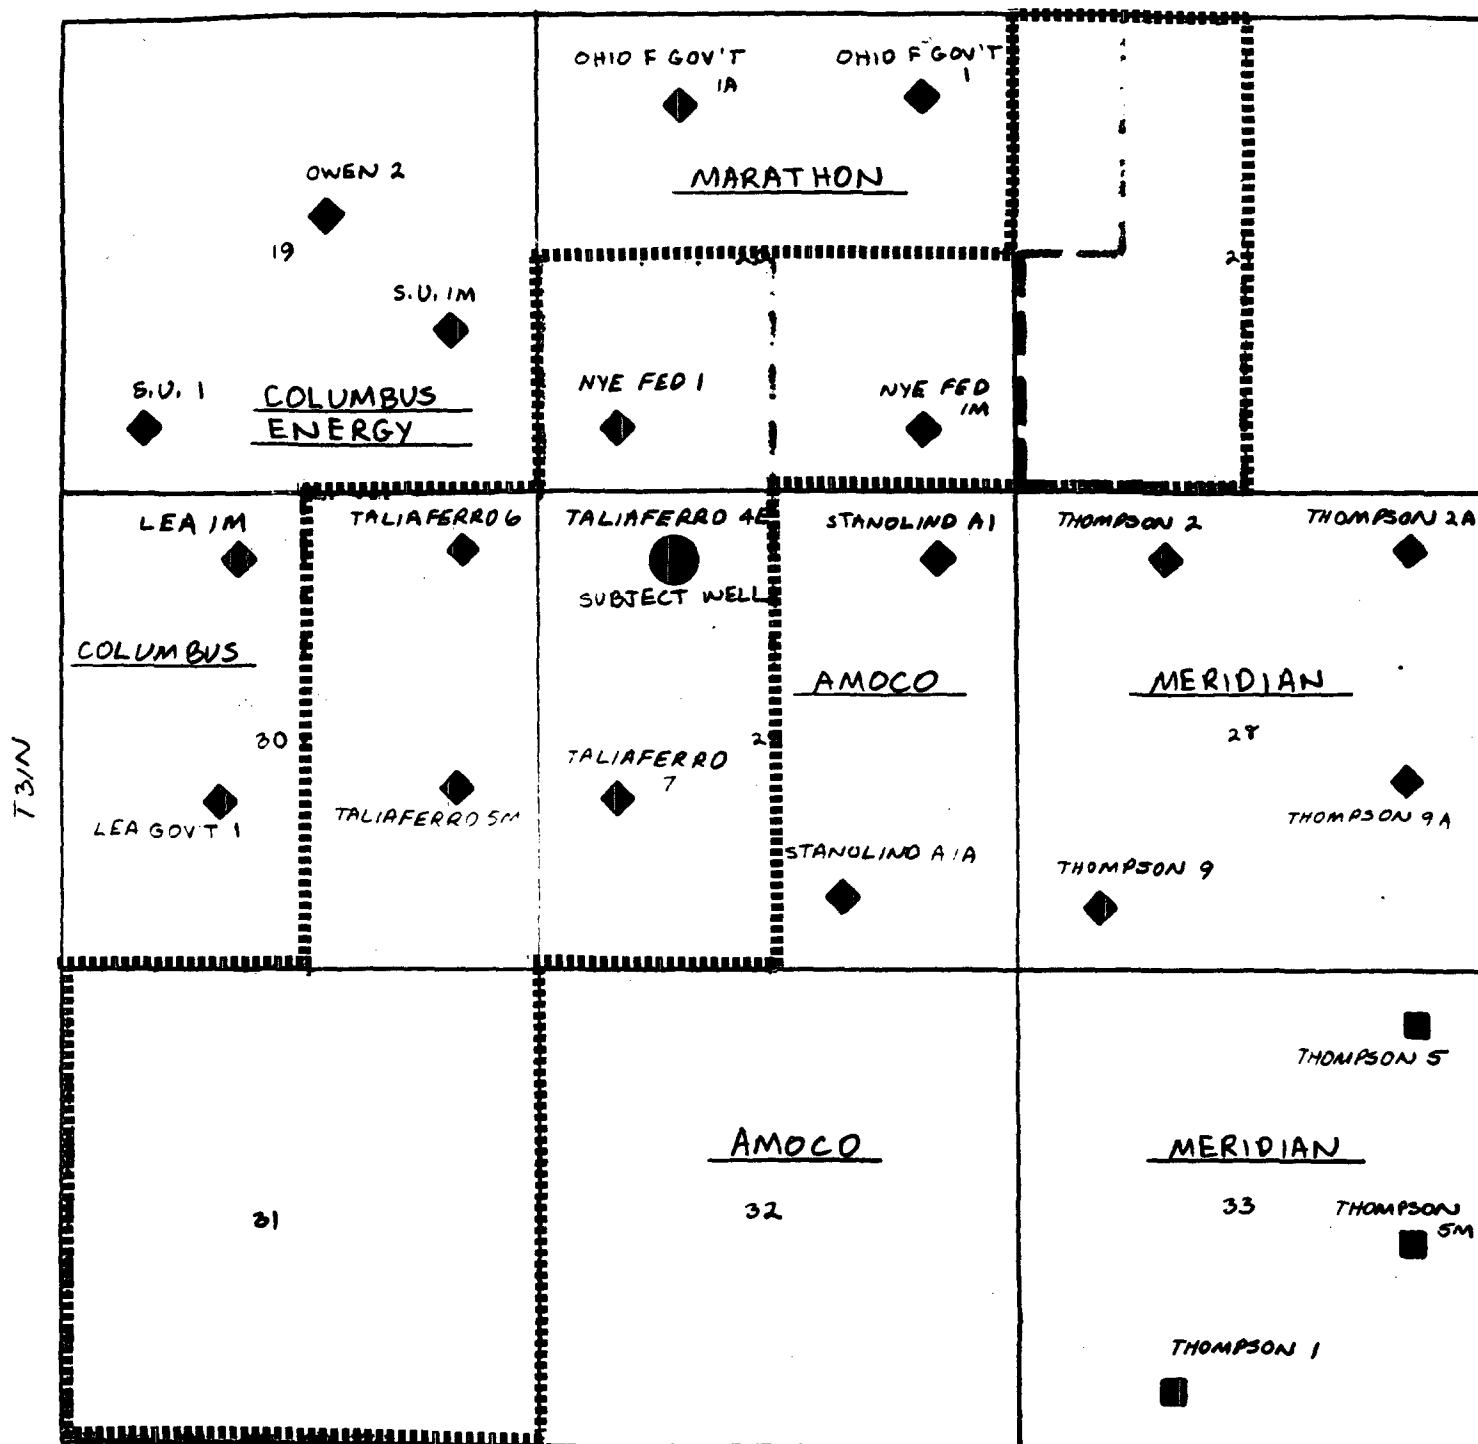 OHIO F GOV'T
1A
OHIO F GOV'T
1
MARATHON
OWEN 2
19
S.U. 1M
2
S.U. 1
COLUMBUS
ENERGY
NYE FED 1
NYE FED
1M
LEA 1M
TALIAFERRO 6
TALIAFERRO 4E
STANOLIND A1
THOMPSON 2
THOMPSON 2A
SUBJECT WELL
COLUMBUS
AMOCO
MERIDIAN
30
28
T31N
TALIAFERRO
7
LEA GOVT 1
TALIAFERRO 5M
THOMPSON 9A
STANOLIND A1A
THOMPSON 9
THOMPSON 5
AMOCO
MERIDIAN
31
32
33
THOMPSON
5M
THOMPSON 1